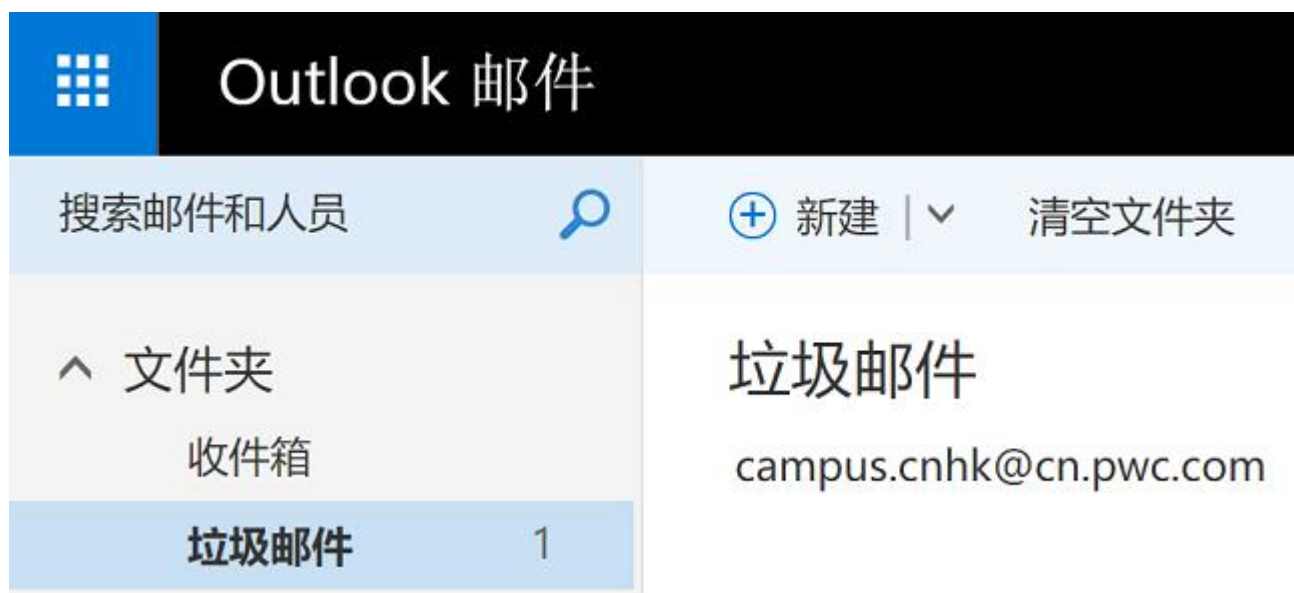 Outlook 邮件
搜索邮件和人员
新建 清空文件夹
文件夹
收件箱
垃圾邮件 1
垃圾邮件
campus.cnhk@cn.pwc.com